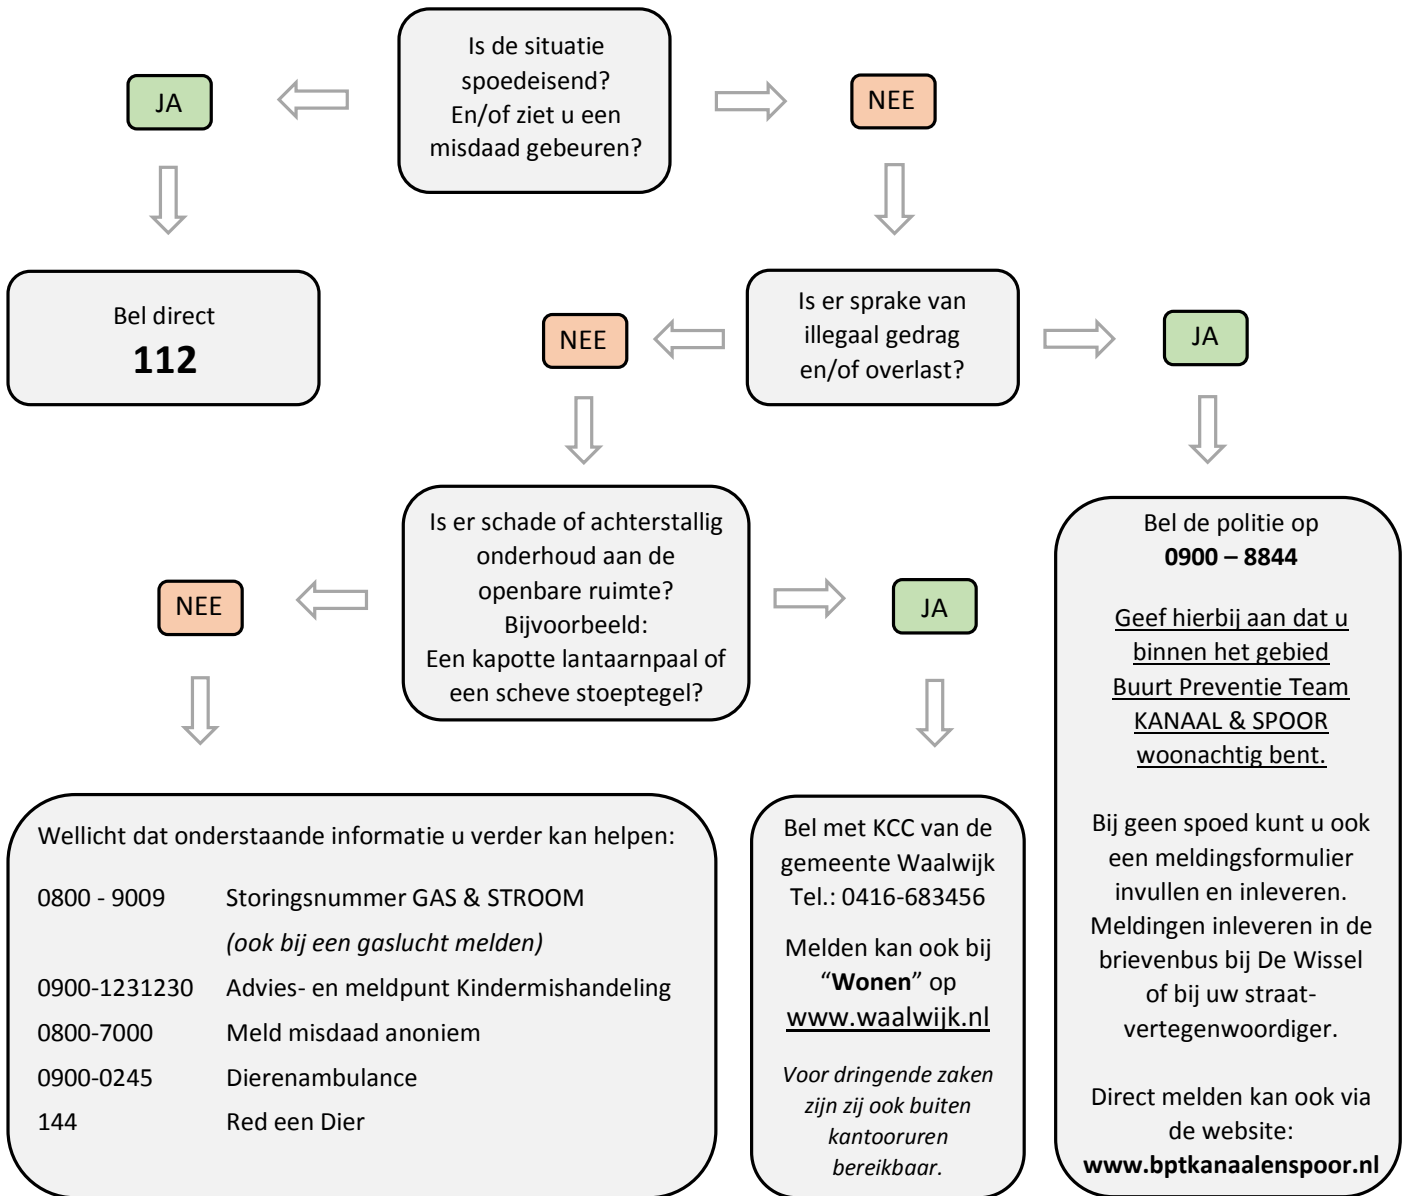 Is de situatie
spoedeisend?
En/of ziet u een
misdaad gebeuren?
JA
NEE
Bel direct
112
Is er sprake van
illegaal gedrag
en/of overlast?
NEE
JA
Is er schade of achterstallig
onderhoud aan de
openbare ruimte?
Bijvoorbeeld:
Een kapotte lantaarnpaal of
een scheve stoeptegel?
NEE
JA
Bel de politie op
0900 – 8844
Geef hierbij aan dat u
binnen het gebied
Buurt Preventie Team
KANAAL & SPOOR
woonachtig bent.
Bij geen spoed kunt u ook
een meldingsformulier
invullen en inleveren.
Meldingen inleveren in de
brievenbus bij De Wissel
of bij uw straat-
vertegenwoordiger.
Direct melden kan ook via
de website:
www.bptkanaalenspoor.nl
Wellicht dat onderstaande informatie u verder kan helpen:
0800 - 9009 Storingsnummer GAS & STROOM
(ook bij een gaslucht melden)
0900-1231230 Advies- en meldpunt Kindermishandeling
0800-7000 Meld misdaad anoniem
0900-0245 Dierenambulance
144 Red een Dier
Bel met KCC van de
gemeente Waalwijk
Tel.: 0416-683456
Melden kan ook bij
“Wonen” op
www.waalwijk.nl
Voor dringende zaken
zijn zij ook buiten
kantooruren
bereikbaar.